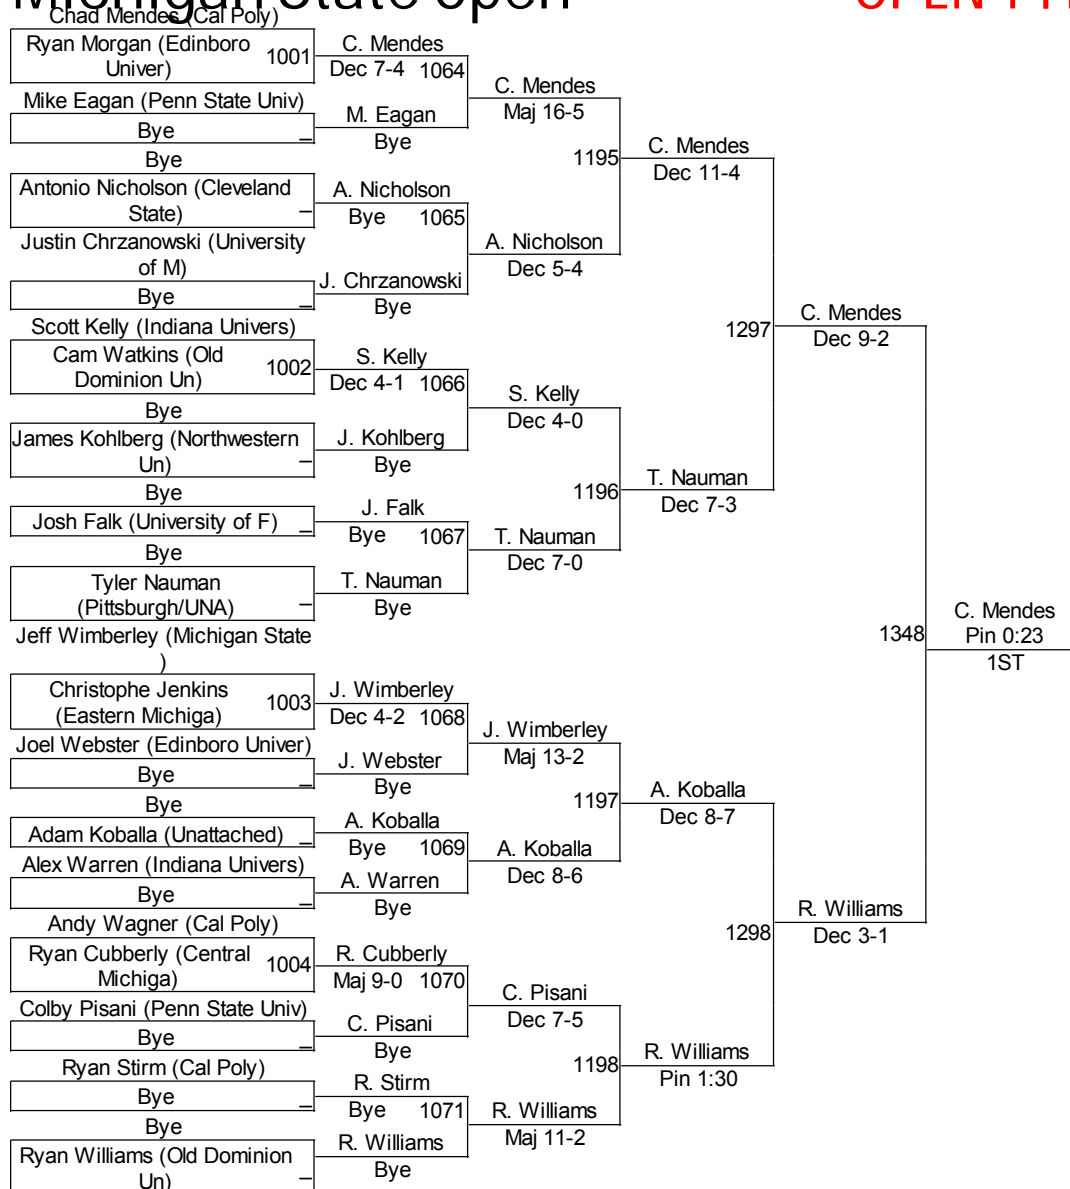 Michigan State open
OPEN
Chad Mendes (Cal Poly)
Ryan Morgan (Edinboro
Univer)
1001
Mike Eagan (Penn State Univ)
Bye
_
Bye
Antonio Nicholson (Cleveland
State)
_
Justin Chrzanowski (University
of M)
Bye
_
Scott Kelly (Indiana Univers)
Cam Watkins (Old
Dominion Un)
1002
Bye
James Kohlberg (Northwestern
Un)
_
Bye
Josh Falk (University of F)
_
Bye
Tyler Nauman
(Pittsburgh/UNA)
_
Jeff Wimberley (Michigan State
)
Christophe Jenkins
(Eastern Michiga)
1003
Joel Webster (Edinboro Univer)
Bye
_
Bye
Adam Koballa (Unattached)
_
Alex Warren (Indiana Univers)
Bye
_
Andy Wagner (Cal Poly)
Ryan Cubberly (Central
Michiga)
1004
Colby Pisani (Penn State Univ)
Bye
_
Ryan Stirm (Cal Poly)
Bye
_
Bye
Ryan Williams (Old Dominion
Un)
_
C. Mendes
Dec 7-4 1064
M. Eagan
Bye
A. Nicholson
Bye 1065
J. Chrzanowski
Bye
S. Kelly
Dec 4-1 1066
J. Kohlberg
Bye
J. Falk
Bye 1067
T. Nauman
Bye
J. Wimberley
Dec 4-2 1068
J. Webster
Bye
A. Koballa
Bye 1069
A. Warren
Bye
R. Cubberly
Maj 9-0 1070
C. Pisani
Bye
R. Stirm
Bye 1071
R. Williams
Bye
C. Mendes
Maj 16-5
1195
A. Nicholson
Dec 5-4
S. Kelly
Dec 4-0
1196
T. Nauman
Dec 7-0
J. Wimberley
Maj 13-2
1197
A. Koballa
Dec 8-6
C. Pisani
Dec 7-5
1198
R. Williams
Maj 11-2
C. Mendes
Dec 11-4
1297
T. Nauman
Dec 7-3
A. Koballa
Dec 8-7
1298
R. Williams
Pin 1:30
C. Mendes
Dec 9-2
1348
R. Williams
Dec 3-1
C. Mendes
Pin 0:23
1ST